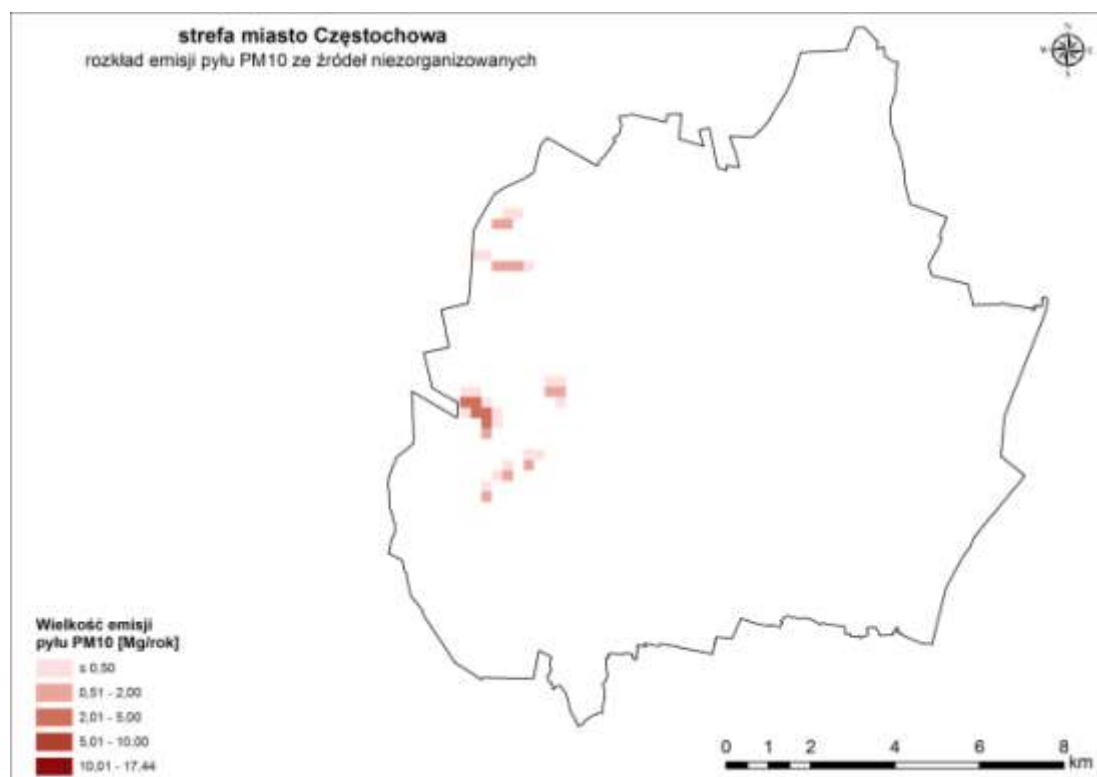 strefa miasto Częstochowa
rozkład emisji pyłu PM10 ze źródeł niezorganizowanych
N
W E
S
Wielkość emisji
pyłu PM10 [Mg/rok]
≤ 0,50
0,51 - 2,00
2,01 - 5,00
5,01 - 10,00
10,01 - 17,44
0 1 2 4 6 8
km